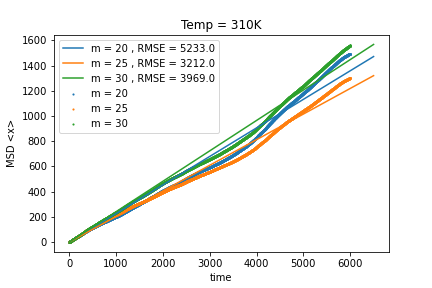 Temp = 310K
m = 20 , RMSE = 5233.0
m = 25 , RMSE = 3212.0
m = 30 , RMSE = 3969.0
m = 20
m = 25
m = 30
MSD <x>
1600
1400
1200
1000
800
600
400
200
0
0 1000 2000 3000 4000 5000 6000
time